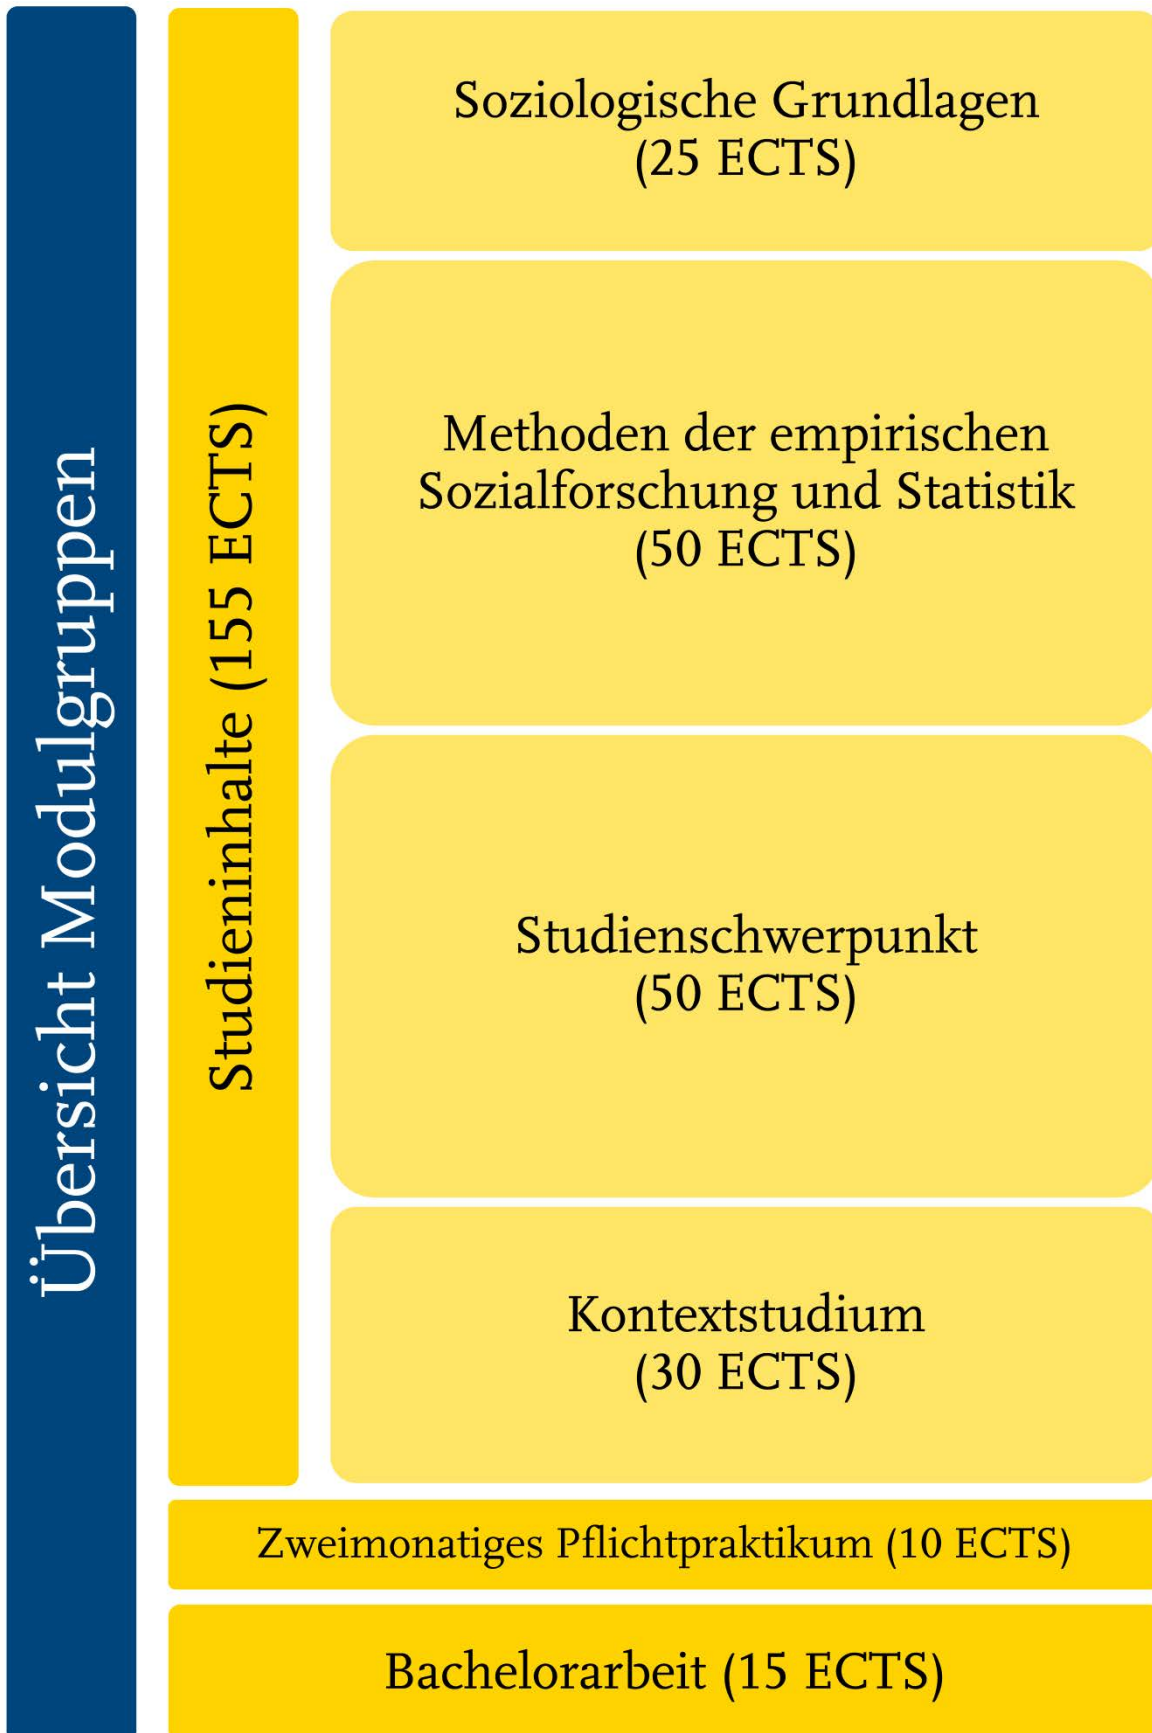 Übersicht Modulgruppen
Studieninhalte (155 ECTS)
Soziologische Grundlagen
(25 ECTS)
Methoden der empirischen
Sozialforschung und Statistik
(50 ECTS)
Studienschwerpunkt
(50 ECTS)
Kontextstudium
(30 ECTS)
Zweimonatiges Pflichtpraktikum (10 ECTS)
Bachelorarbeit (15 ECTS)